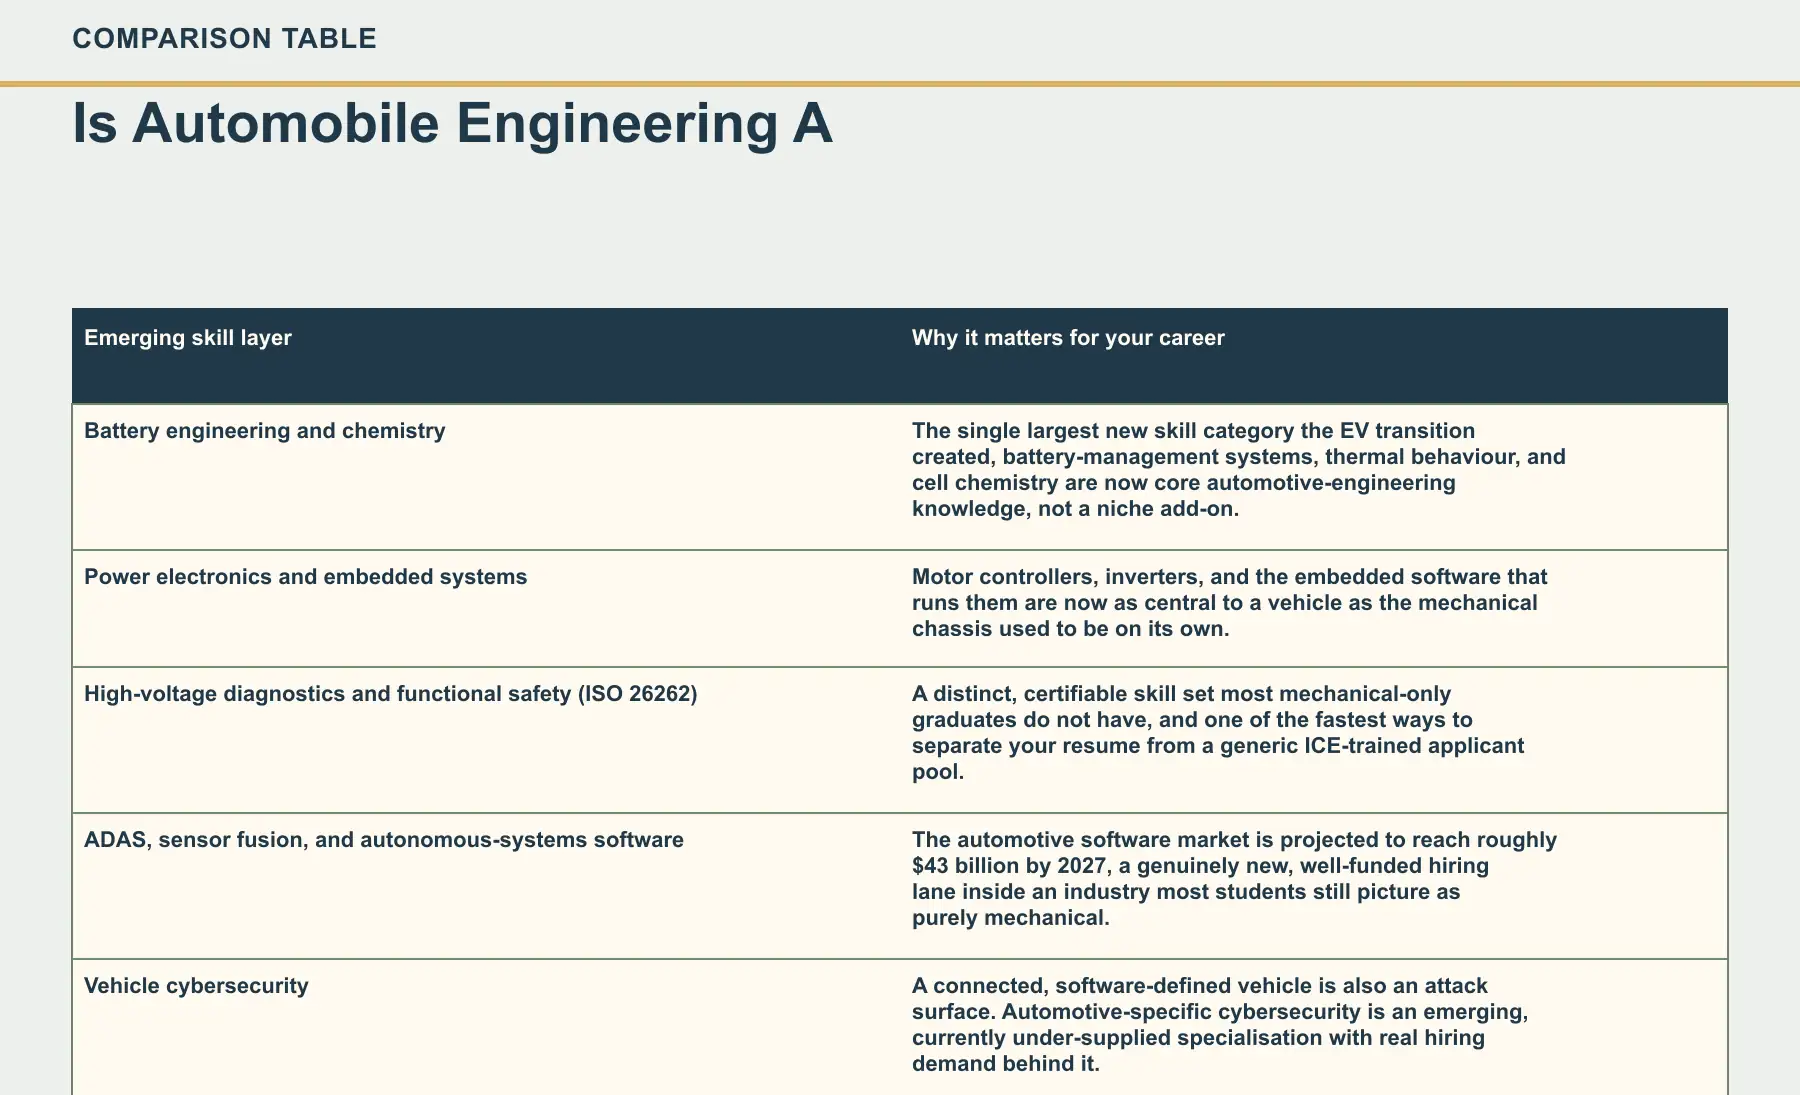 COMPARISON TABLE
Is Automobile Engineering A
Emerging skill layer
Why it matters for your career
Battery engineering and chemistry
The single largest new skill category the EV transition
created, battery-management systems, thermal behaviour, and
cell chemistry are now core automotive-engineering
knowledge, not a niche add-on.
Power electronics and embedded systems
Motor controllers, inverters, and the embedded software that
runs them are now as central to a vehicle as the mechanical
chassis used to be on its own.
High-voltage diagnostics and functional safety (ISO 26262)
A distinct, certifiable skill set most mechanical-only
graduates do not have, and one of the fastest ways to
separate your resume from a generic ICE-trained applicant
pool.
ADAS, sensor fusion, and autonomous-systems software
The automotive software market is projected to reach roughly
$43 billion by 2027, a genuinely new, well-funded hiring
lane inside an industry most students still picture as
purely mechanical.
Vehicle cybersecurity
A connected, software-defined vehicle is also an attack
surface. Automotive-specific cybersecurity is an emerging,
currently under-supplied specialisation with real hiring
demand behind it.